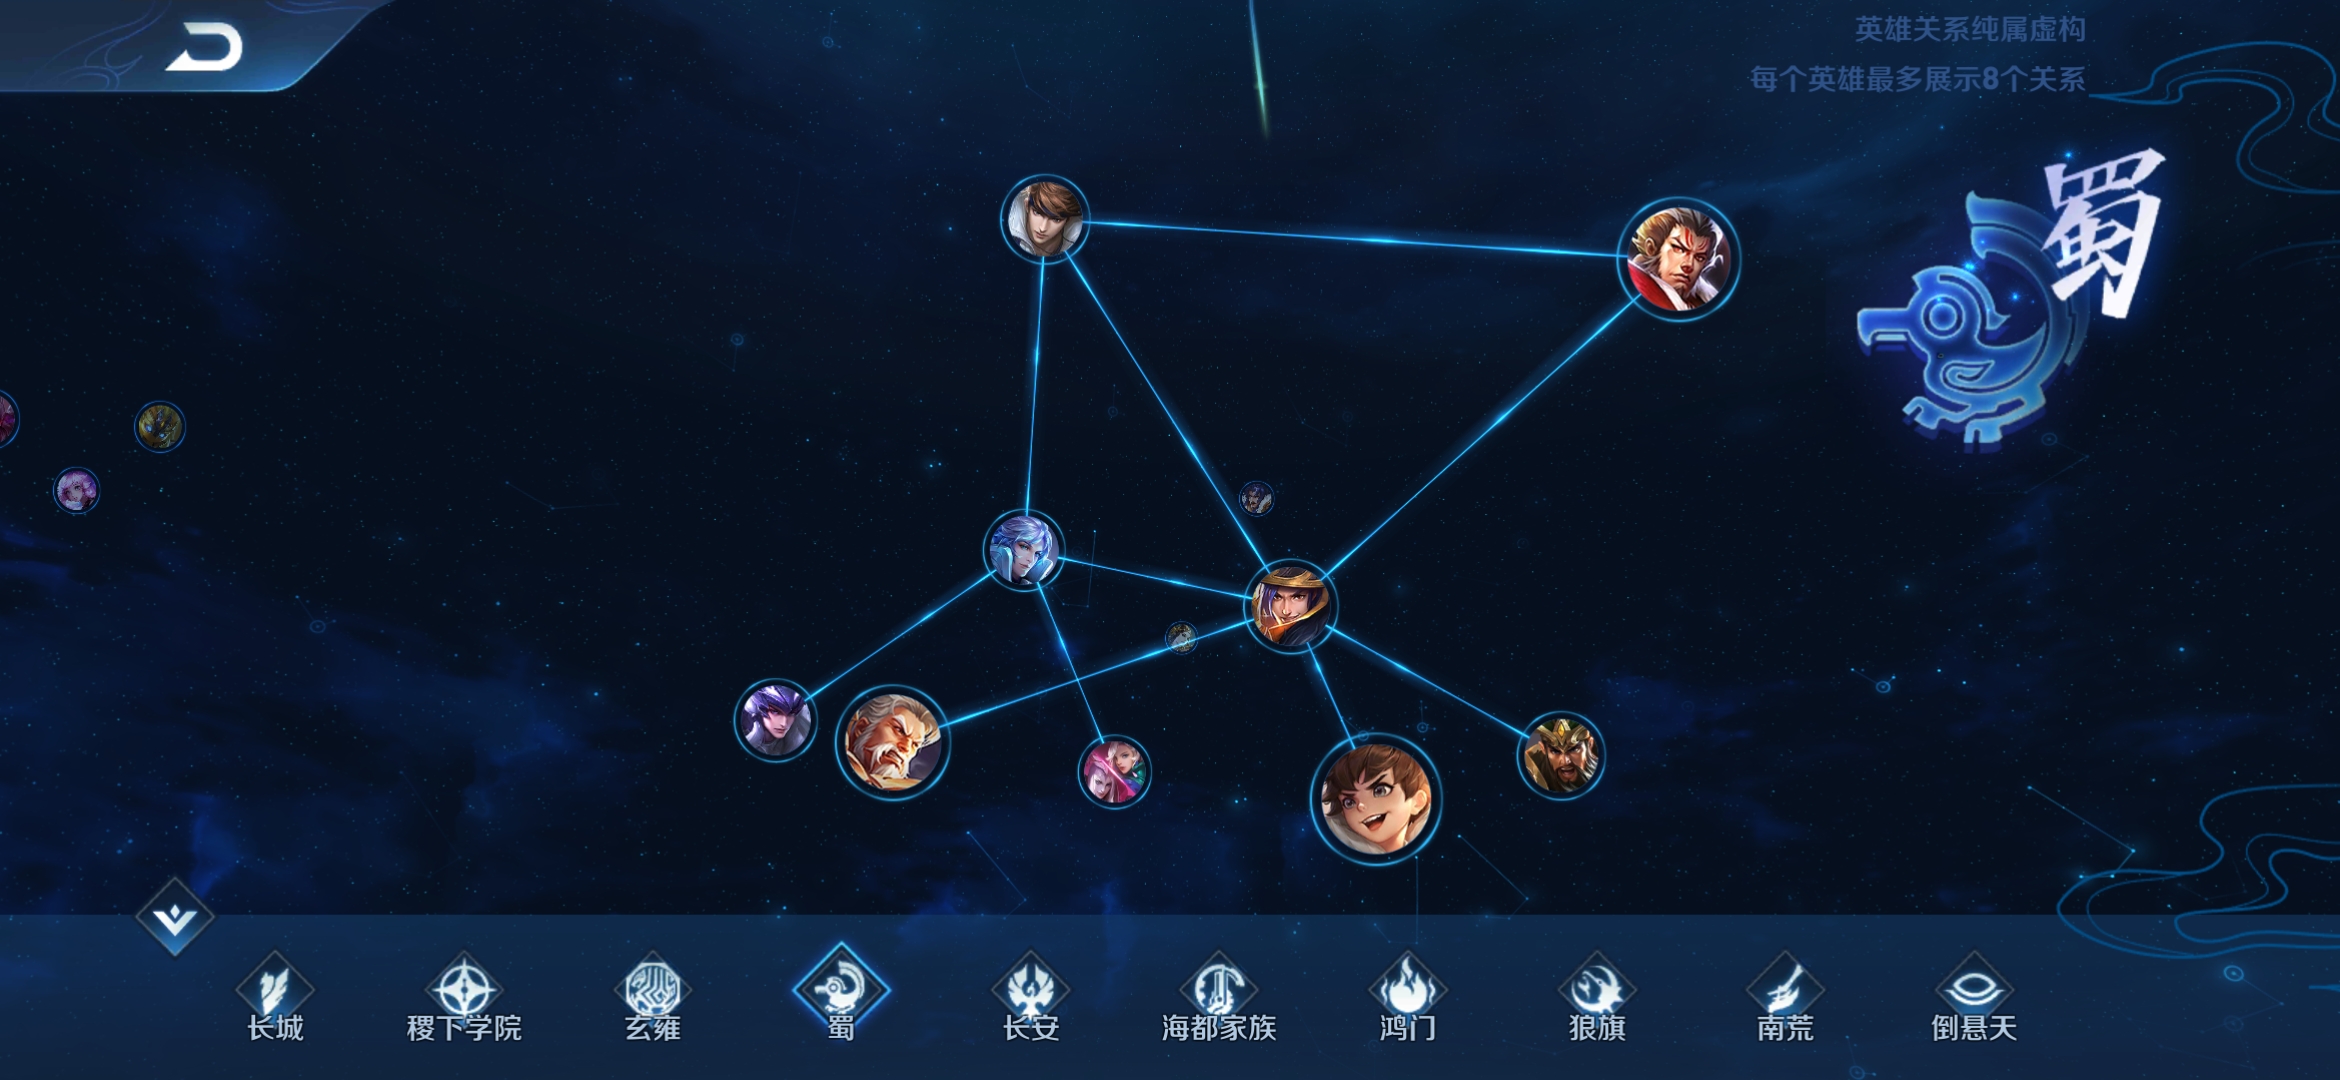 英雄关系纯属虚构
每个英雄最多展示8个关系
蜀
长城
稷下学院
玄雍
蜀
长安
海都家族
鸿门
狼旗
南荒
倒悬天